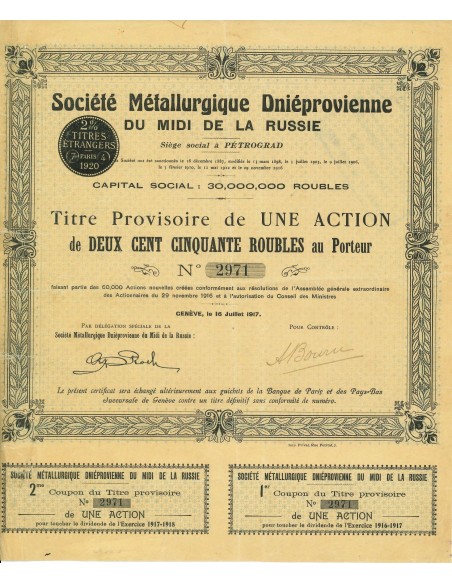 Société Métallurgique Dniéprovienne
DU MIDI DE LA RUSSIE
Siège social à PÉTROGRAD
2%
TITRES
ETRANGERS
PARIS
1920
CAPITAL SOCIAL : 30,000,000 ROUBLES
Titre Provisoire de UNE ACTION
de DEUX CENT CINQUANTE ROUBLES au Porteur
N° 2971
faisant partie des 60,000 Actions nouvelles créées conformément aux résolutions de l'Assemblée générale extraordinaire
des Actionnaires du 29 novembre 1916 et à l'autorisation du Conseil des Ministres
GENÈVE, le 16 Juillet 1917.
PAR DÉLÉGATION SPÉCIALE DE LA
Société Métallurgique Dniéprovienne du Midi de la Russie :
POUR CONTRÔLE :
Le présent certificat sera échangé ultérieurement aux guichets de la Banque de Paris et des Pays-Bas
Succursale de Genève contre un titre définitif sans conformité de numéro.
SOCIÉTÉ MÉTALLURGIQUE DNIÉPROVIENNE DU MIDI DE LA RUSSIE
2me Coupon du Titre provisoire
N° 2971
de UNE ACTION
pour toucher le dividende de l'Exercice 1917-1918
SOCIÉTÉ MÉTALLURGIQUE DNIÉPROVIENNE DU MIDI DE LA RUSSIE
1er Coupon du Titre provisoire
N° 2971
de UNE ACTION
pour toucher le dividende de l'Exercice 1916-1917